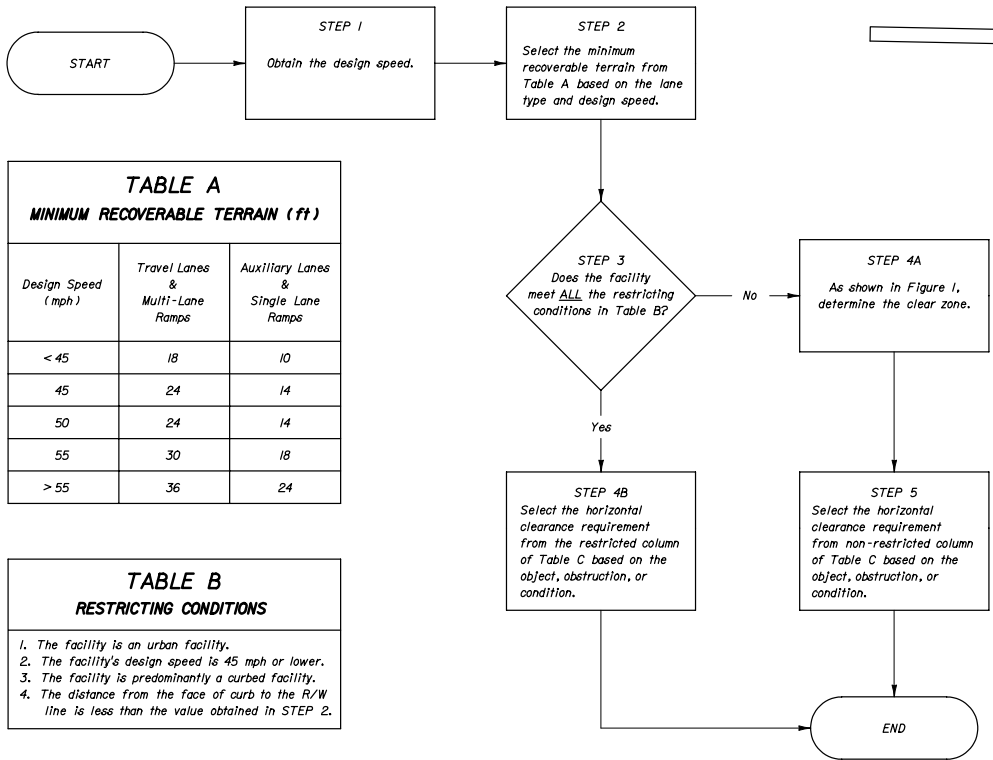 START
STEP 1
Obtain the design speed.
STEP 2
Select the minimum
recoverable terrain from
Table A based on the lane
type and design speed.
TABLE A
MINIMUM RECOVERABLE TERRAIN (ft)
Design Speed
(mph)
Travel Lanes
&
Multi-Lane
Ramps
Auxiliary Lanes
&
Single Lane
Ramps
< 45 18 10
45 24 14
50 24 14
55 30 18
> 55 36 24
STEP 3
Does the facility
meet ALL the restricting
conditions in Table B?
No
STEP 4A
As shown in Figure 1,
determine the clear zone.
Yes
STEP 4B
Select the horizontal
clearance requirement
from the restricted column
of Table C based on the
object, obstruction, or
condition.
STEP 5
Select the horizontal
clearance requirement
from non-restricted column
of Table C based on the
object, obstruction, or
condition.
TABLE B
RESTRICTING CONDITIONS
1. The facility is an urban facility.
2. The facility's design speed is 45 mph or lower.
3. The facility is predominantly a curbed facility.
4. The distance from the face of curb to the R/W
line is less than the value obtained in STEP 2.
END